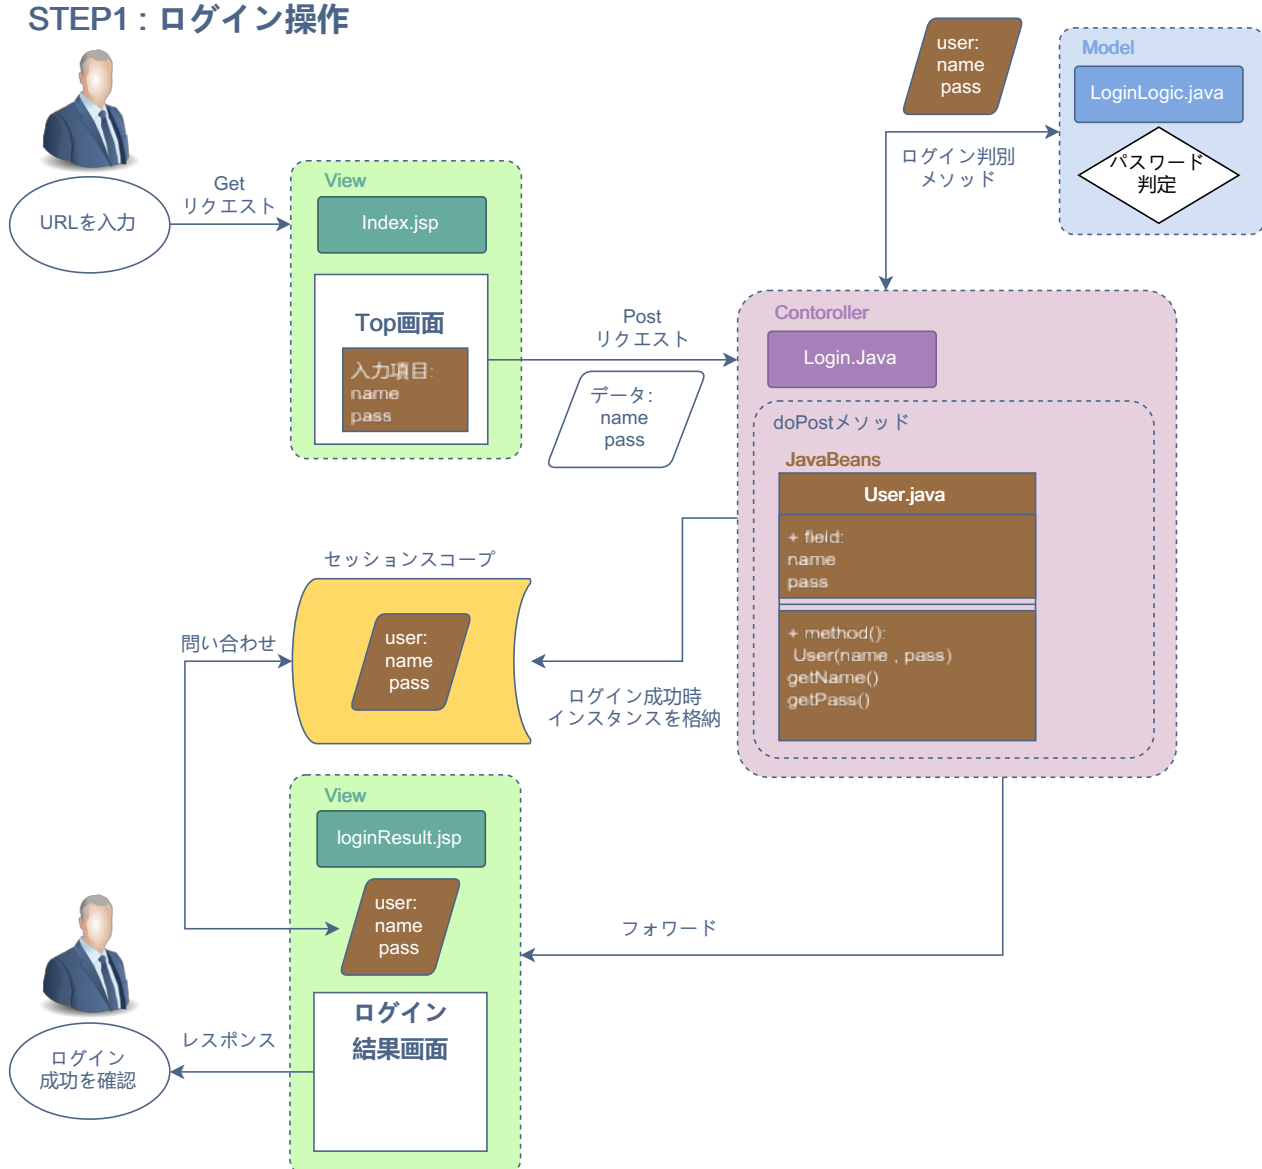 STEP1 : ログイン操作
URLを入力
Get
リクエスト
View
Index.jsp
Top画面
入力項目:
name
pass
Post
リクエスト
データ:
name
pass
user:
name
pass
ログイン判別
メソッド
Model
LoginLogic.java
パスワード
判定
Contoroller
Login.Java
doPostメソッド
JavaBeans
User.java
+ field:
name
pass
+ method():
User(name , pass)
getName()
getPass()
セッションスコープ
user:
name
pass
問い合わせ
ログイン成功時
インスタンスを格納
View
loginResult.jsp
user:
name
pass
フォワード
ログイン
結果画面
レスポンス
ログイン
成功を確認